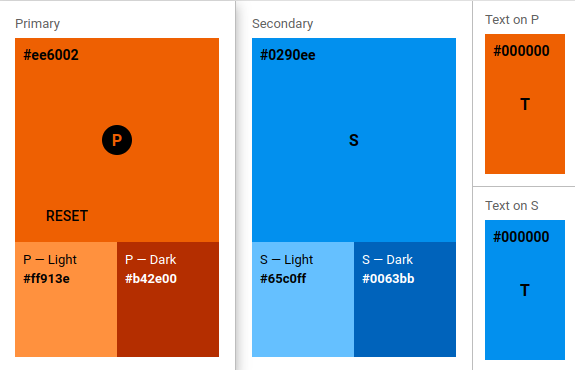 Primary
#ee6002
P
RESET
P — Light
#ff913e
P — Dark
#b42e00
Secondary
#0290ee
S
S — Light
#65c0ff
S — Dark
#0063bb
Text on P
#000000
T
Text on S
#000000
T